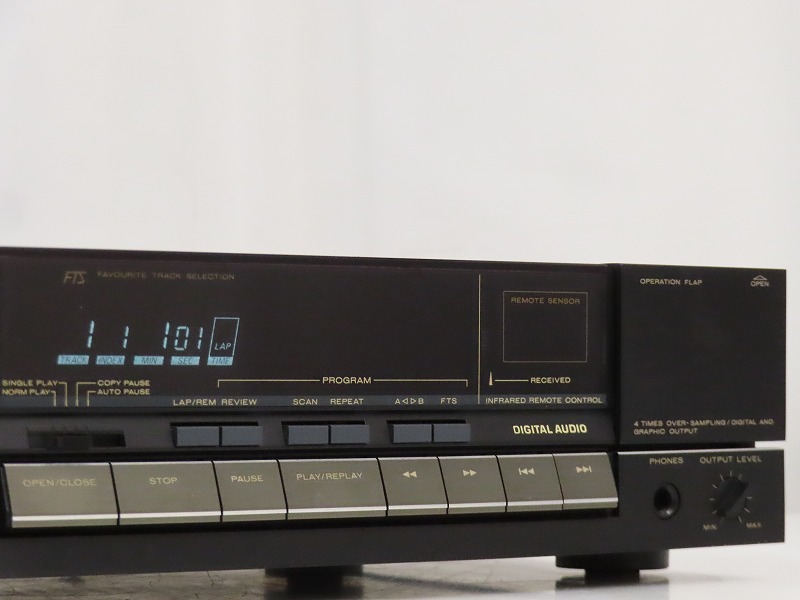 FTS FAVOURITE TRACK SELECTION
REMOTE SENSOR
OPERATION FLAP OPEN
1 1 1 01 LAP
TRACK INDEX MIN SEC TIME
SINGLE PLAY COPY PAUSE
NORM PLAY AUTO PAUSE
PROGRAM
RECEIVED
LAP/REM REVIEW SCAN REPEAT A B FTS
INFRARED REMOTE CONTROL
4 TIMES OVER-SAMPLING/DIGITAL AND
GRAPHIC OUTPUT
DIGITAL AUDIO
OPEN/CLOSE STOP PAUSE PLAY/REPLAY
PHONES OUTPUT LEVEL
MIN MAX